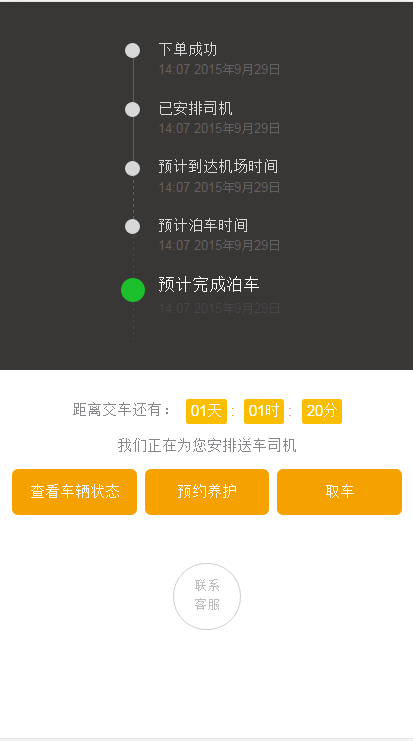 下单成功
14:07 2015年9月29日
已安排司机
14:07 2015年9月29日
预计到达机场时间
14:07 2015年9月29日
预计泊车时间
14:07 2015年9月29日
预计完成泊车
14:07 2015年9月29日
距离交车还有： 01天 : 01时 : 20分
我们正在为您安排送车司机
查看车辆状态 预约养护 取车
联系
客服